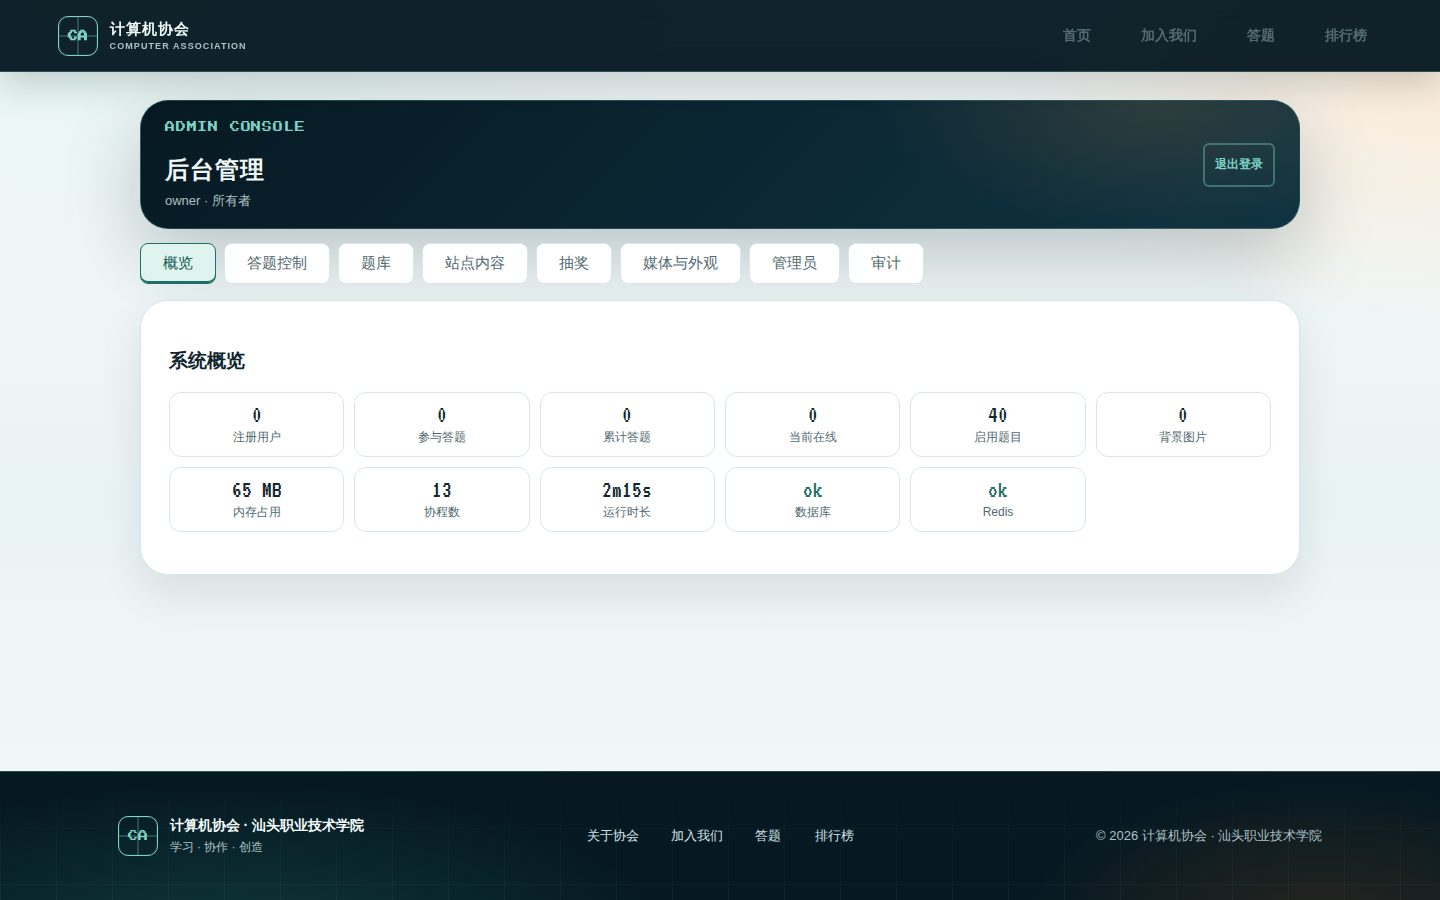 CA
计算机协会
COMPUTER ASSOCIATION
首页 加入我们 答题 排行榜
ADMIN CONSOLE
后台管理
owner · 所有者
退出登录
概览 答题控制 题库 站点内容 抽奖 媒体与外观 管理员 审计
系统概览
0 0 0 0 40 0
注册用户 参与答题 累计答题 当前在线 启用题目 背景图片
65 MB 13 2m15s ok ok
内存占用 协程数 运行时长 数据库 Redis
CA
计算机协会 · 汕头职业技术学院
学习 · 协作 · 创造
关于协会 加入我们 答题 排行榜
© 2026 计算机协会 · 汕头职业技术学院